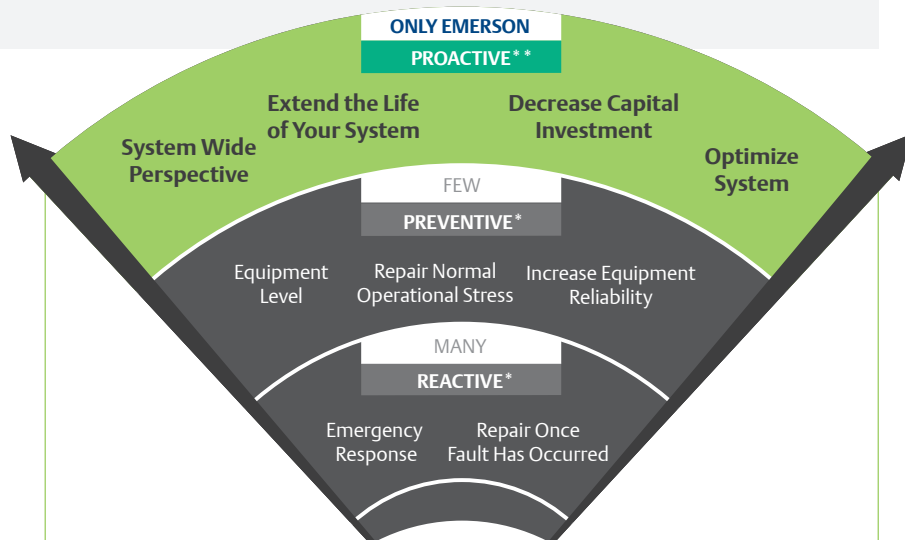 ONLY EMERSON
PROACTIVE**
System Wide
Perspective
Extend the Life
of Your System
Decrease Capital
Investment
Optimize
System
FEW
PREVENTIVE*
Equipment
Level
Repair Normal
Operational Stress
Increase Equipment
Reliability
MANY
REACTIVE*
Emergency
Response
Repair Once
Fault Has Occurred